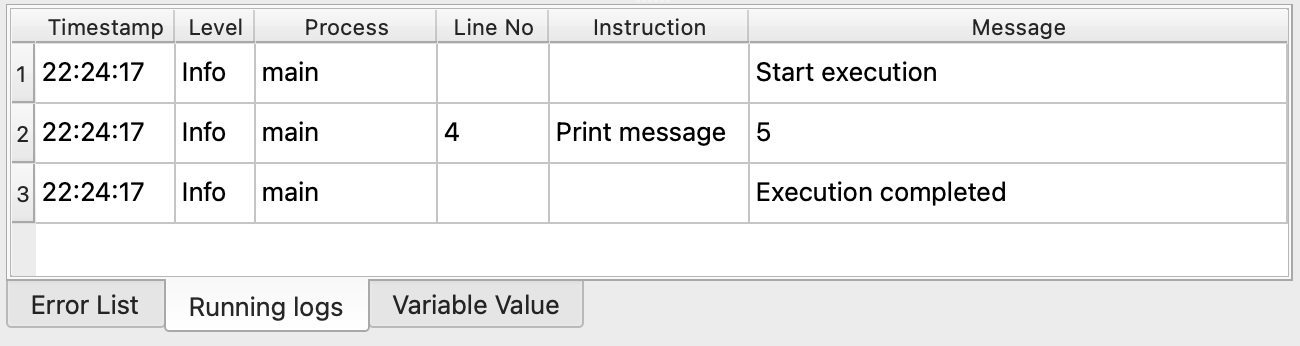 Timestamp Level Process Line No Instruction Message
1 22:24:17 Info main Start execution
2 22:24:17 Info main 4 Print message 5
3 22:24:17 Info main Execution completed
Error List Running logs Variable Value